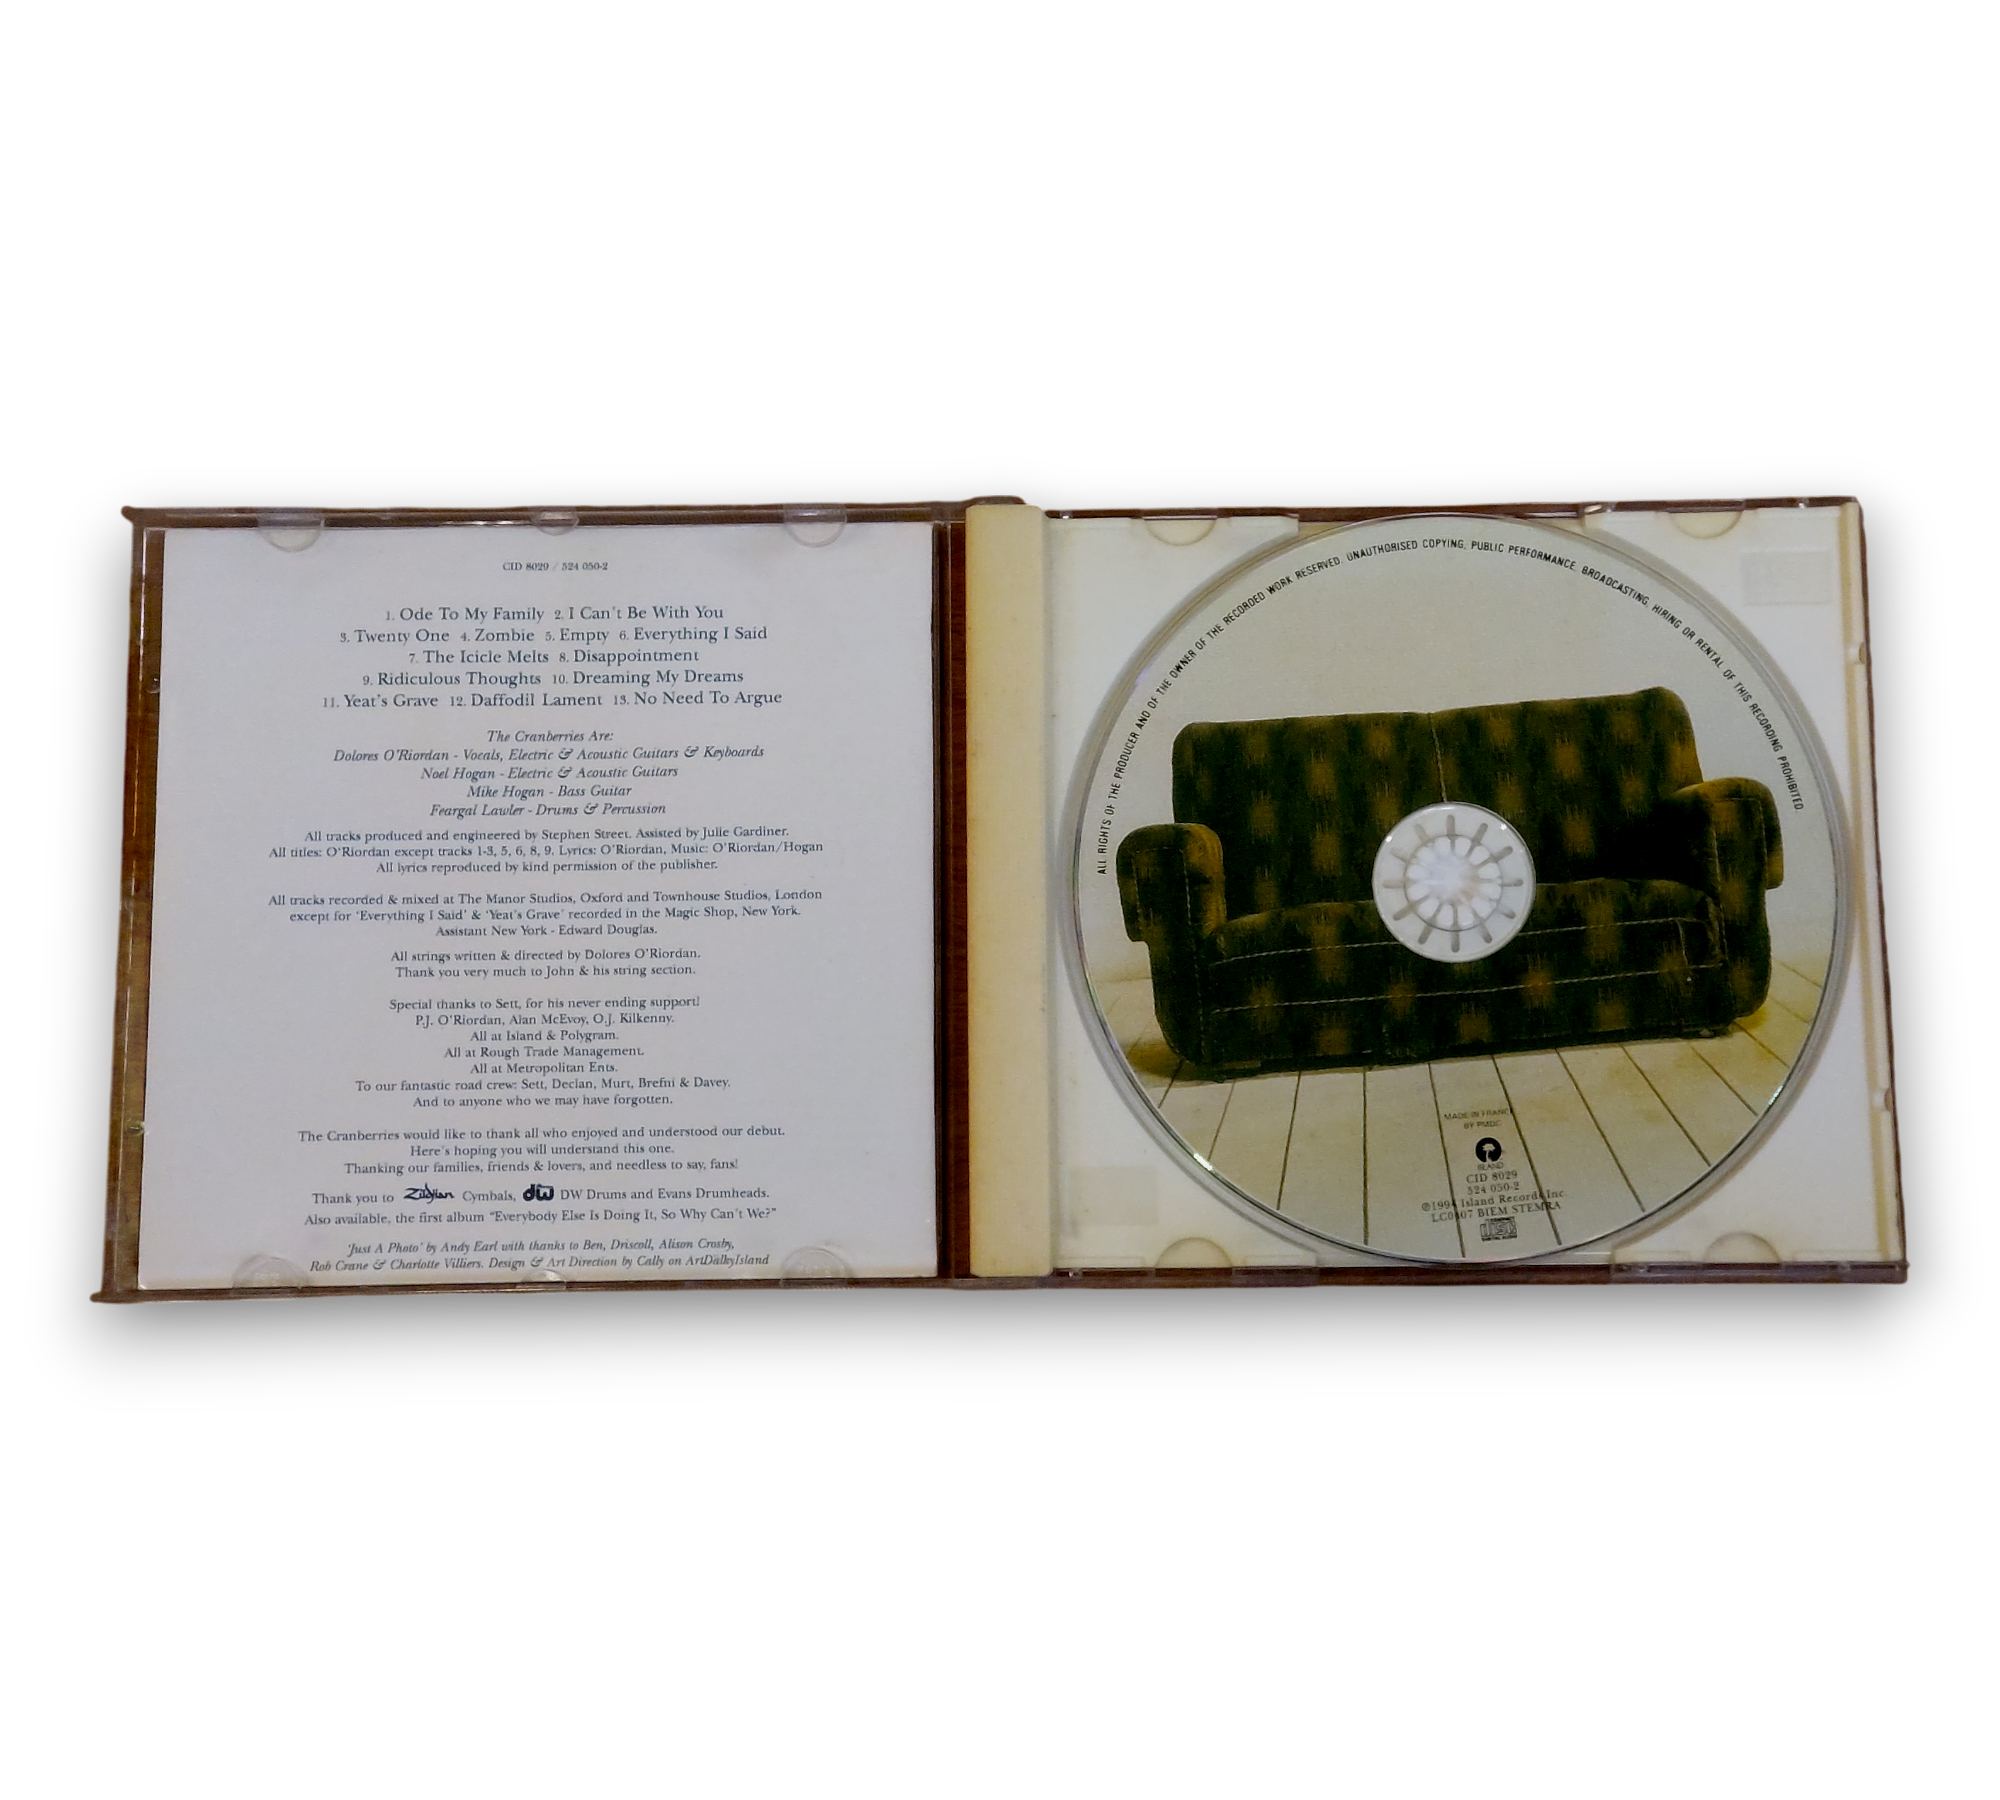 CID 8029 / 524 050-2
1. Ode To My Family 2. I Can't Be With You
3. Twenty One 4. Zombie 5. Empty 6. Everything I Said
7. The Icicle Melts 8. Disappointment
9. Ridiculous Thoughts 10. Dreaming My Dreams
11. Yeat's Grave 12. Daffodil Lament 13. No Need To Argue
The Cranberries Are:
Dolores O'Riordan - Vocals, Electric & Acoustic Guitars & Keyboards
Noel Hogan - Electric & Acoustic Guitars
Mike Hogan - Bass Guitar
Feargal Lawler - Drums & Percussion
All tracks produced and engineered by Stephen Street. Assisted by Julie Gardiner.
All titles: O'Riordan except tracks 1-3, 5, 6, 8, 9. Lyrics: O'Riordan, Music: O'Riordan/Hogan
All lyrics reproduced by kind permission of the publisher.
All tracks recorded & mixed at The Manor Studios, Oxford and Townhouse Studios, London
except for 'Everything I Said' & 'Yeat's Grave' recorded in the Magic Shop, New York.
Assistant New York - Edward Douglas.
All strings written & directed by Dolores O'Riordan.
Thank you very much to John & his string section.
Special thanks to Sett, for his never ending support!
P.J. O'Riordan, Alan McEvoy, O.J. Kilkenny.
All at Island & Polygram.
All at Rough Trade Management.
All at Metropolitan Ents.
To our fantastic road crew: Sett, Declan, Murt, Brefni & Davey.
And to anyone who we may have forgotten.
The Cranberries would like to thank all who enjoyed and understood our debut.
Here's hoping you will understand this one.
Thanking our families, friends & lovers, and needless to say, fans!
Thank you to Zildjian Cymbals, dw DW Drums and Evans Drumheads.
Also available, the first album "Everybody Else Is Doing It, So Why Can't We?"
'Just A Photo' by Andy Earl with thanks to Ben, Driscoll, Alison Crosby,
Rob Crane & Charlotte Villiers. Design & Art Direction by Cally on ArtDalkyIsland
ALL RIGHTS OF THE PRODUCER AND OF THE OWNER OF THE RECORDED WORK RESERVED. UNAUTHORISED COPYING, PUBLIC PERFORMANCE, BROADCASTING, HIRING OR RENTAL OF THIS RECORDING PROHIBITED.
MADE IN FRANCE
BY PMDC
ISLAND
CID 8029
524 050-2
℗1994 Island Records Inc.
LC0407 BIEM STEMRA
COMPACT
disc
DIGITAL AUDIO